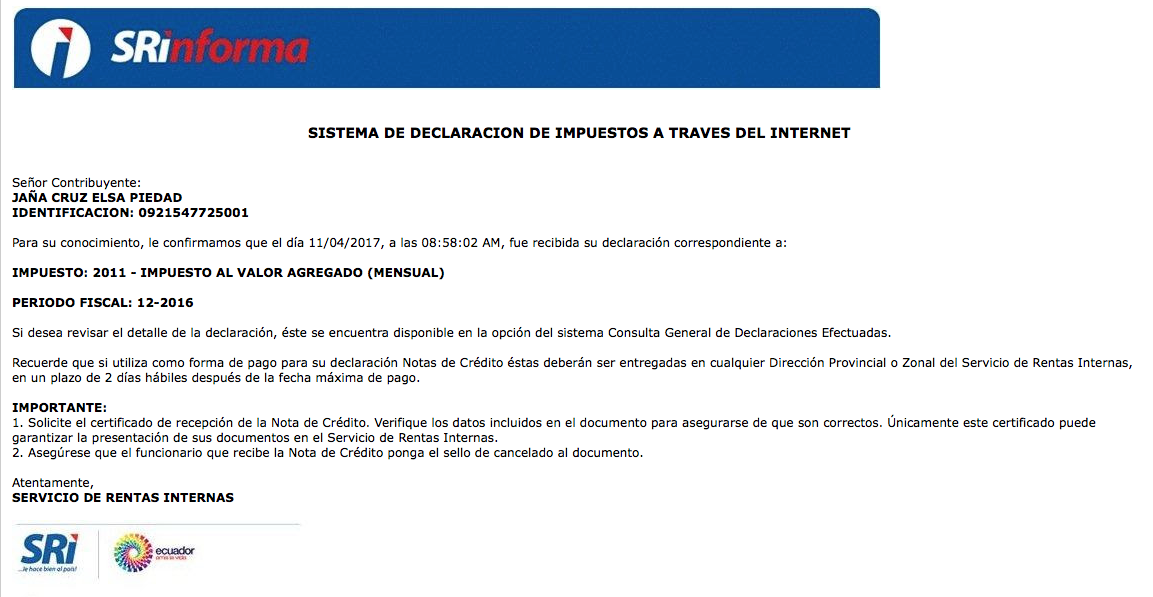 SRinforma
SISTEMA DE DECLARACION DE IMPUESTOS A TRAVES DEL INTERNET
Señor Contribuyente:
JAÑA CRUZ ELSA PIEDAD
IDENTIFICACION: 0921547725001
Para su conocimiento, le confirmamos que el día 11/04/2017, a las 08:58:02 AM, fue recibida su declaración correspondiente a:
IMPUESTO: 2011 - IMPUESTO AL VALOR AGREGADO (MENSUAL)
PERIODO FISCAL: 12-2016
Si desea revisar el detalle de la declaración, éste se encuentra disponible en la opción del sistema Consulta General de Declaraciones Efectuadas.
Recuerde que si utiliza como forma de pago para su declaración Notas de Crédito éstas deberán ser entregadas en cualquier Dirección Provincial o Zonal del Servicio de Rentas Internas,
en un plazo de 2 días hábiles después de la fecha máxima de pago.
IMPORTANTE:
1. Solicite el certificado de recepción de la Nota de Crédito. Verifique los datos incluidos en el documento para asegurarse de que son correctos. Únicamente este certificado puede
garantizar la presentación de sus documentos en el Servicio de Rentas Internas.
2. Asegúrese que el funcionario que recibe la Nota de Crédito ponga el sello de cancelado al documento.
Atentamente,
SERVICIO DE RENTAS INTERNAS
SRi
...le hace bien al país!
ecuador
ama la vida